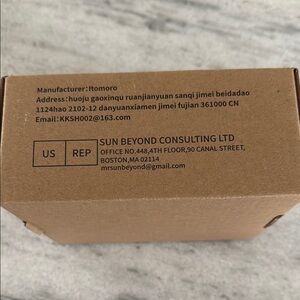 Manufacturer:Itomoro
Address:huoju gaoxinqu ruanjianyuan sanqi jimei beidadao
1124hao 2102-12 danyuanxiamen jimei fujian 361000 CN
Email:KKSH002@163.com
US REP
SUN BEYOND CONSULTING LTD
OFFICE NO.448,4TH FLOOR,90 CANAL STREET,
BOSTON,MA 02114
mrsunbeyond@gmail.com